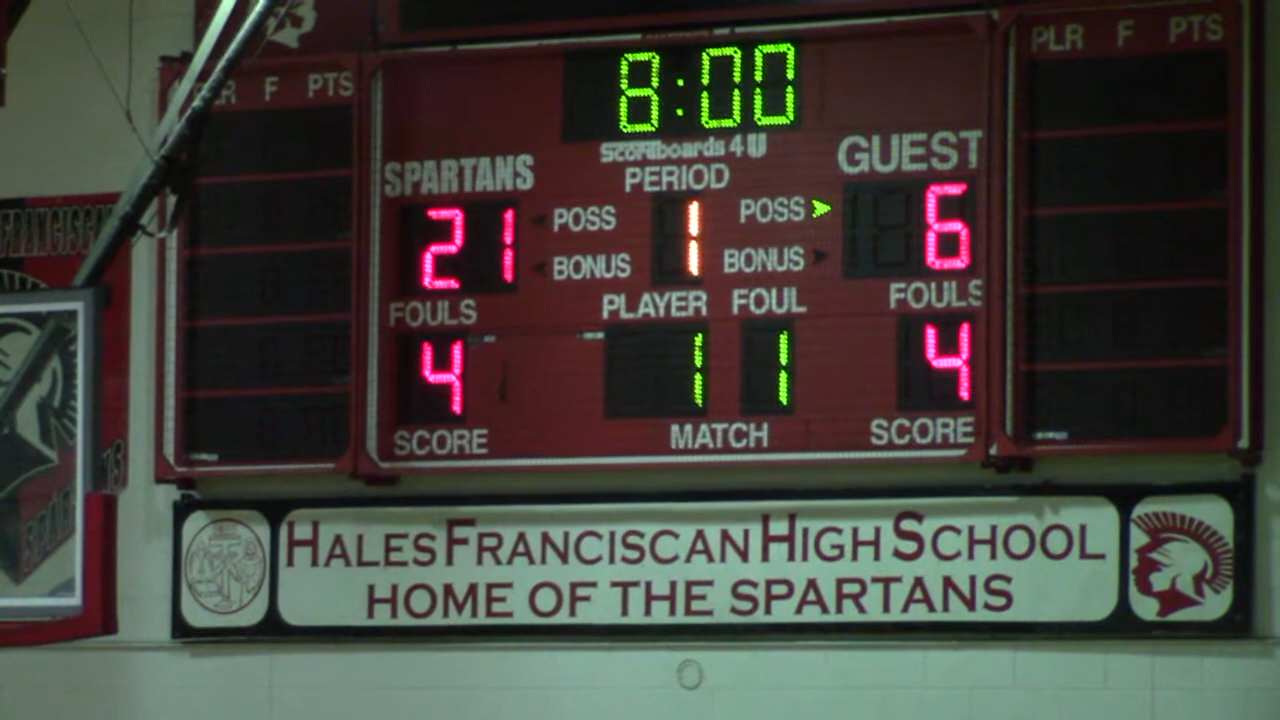 PLR F PTS
8:00
F PTS
Scoreboards 4 U
SPARTANS
GUEST
PERIOD
21
POSS
1
POSS
6
BONUS
BONUS
FOULS
PLAYER FOUL
FOULS
4
1 1
4
SCORE
MATCH
SCORE
FRANCISCAN
HALES FRANCISCAN HIGH SCHOOL
HOME OF THE SPARTANS